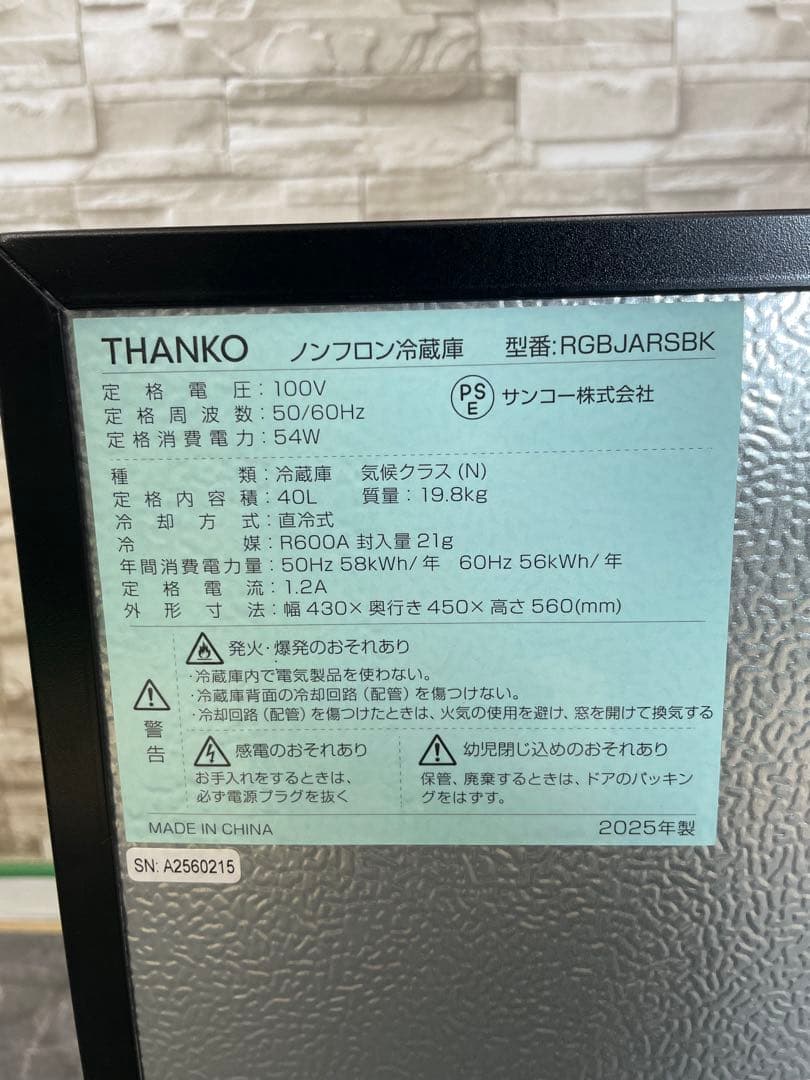 THANKO ノンフロン冷蔵庫 型番:RGBJARSBK
定格電圧:100V
定格周波数:50/60Hz
定格消費電力:54W
PS
E
サンコー株式会社
種類:冷蔵庫 気候クラス(N)
定格内容積:40L 質量:19.8kg
冷却方式:直冷式
冷媒:R600A 封入量21g
年間消費電力量:50Hz 58kWh/年 60Hz 56kWh/年
定格電流:1.2A
外形寸法:幅430×奥行き450×高さ560(mm)
警告
発火・爆発のおそれあり
・冷蔵庫内で電気製品を使わない。
・冷蔵庫背面の冷却回路(配管)を傷つけない。
・冷却回路(配管)を傷つけたときは、火気の使用を避け、窓を開けて換気する
感電のおそれあり
お手入れをするときは、
必ず電源プラグを抜く
幼児閉じ込めのおそれあり
保管、廃棄するときは、ドアのパッキン
グをはずす。
MADE IN CHINA 2025年製
SN: A2560215